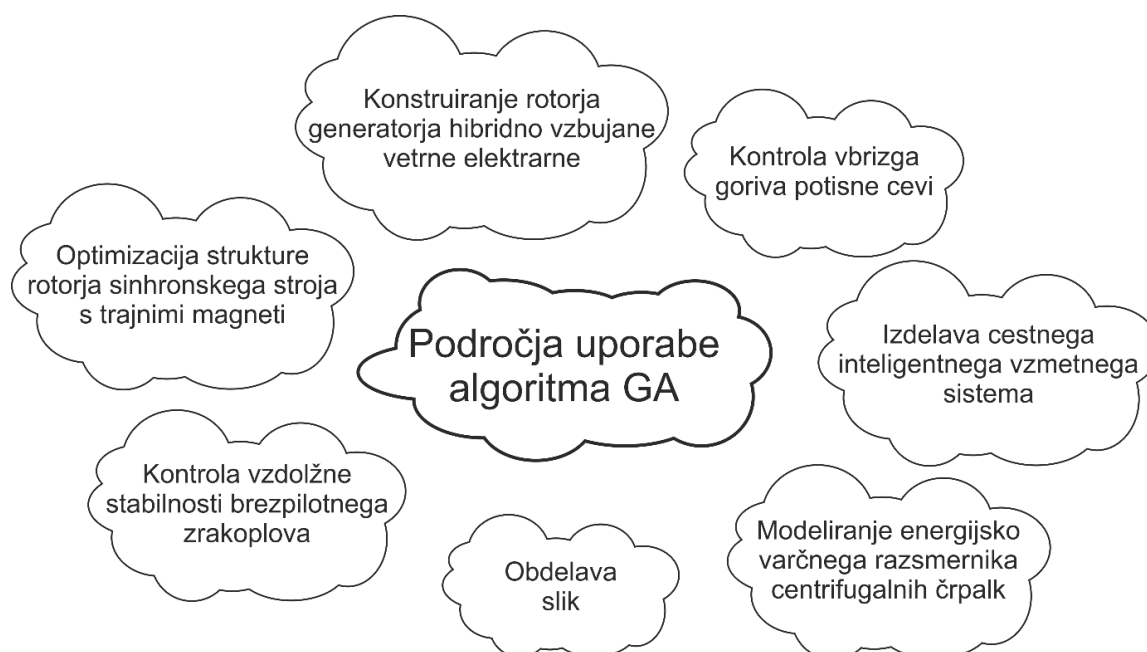 Konstruiranje rotorja
generatorja hibridno vzbujane
vetrne elektrarne
Kontrola vbrizga
goriva potisne cevi
Optimizacija strukture
rotorja sinhronskega stroja
s trajnimi magneti
Področja uporabe
algoritma GA
Izdelava cestnega
inteligentnega vzmetnega
sistema
Kontrola vzdolžne
stabilnosti brezpilotnega
zrakoplova
Obdelava
slik
Modeliranje energijsko
varčnega razsmernika
centrifugalnih črpalk